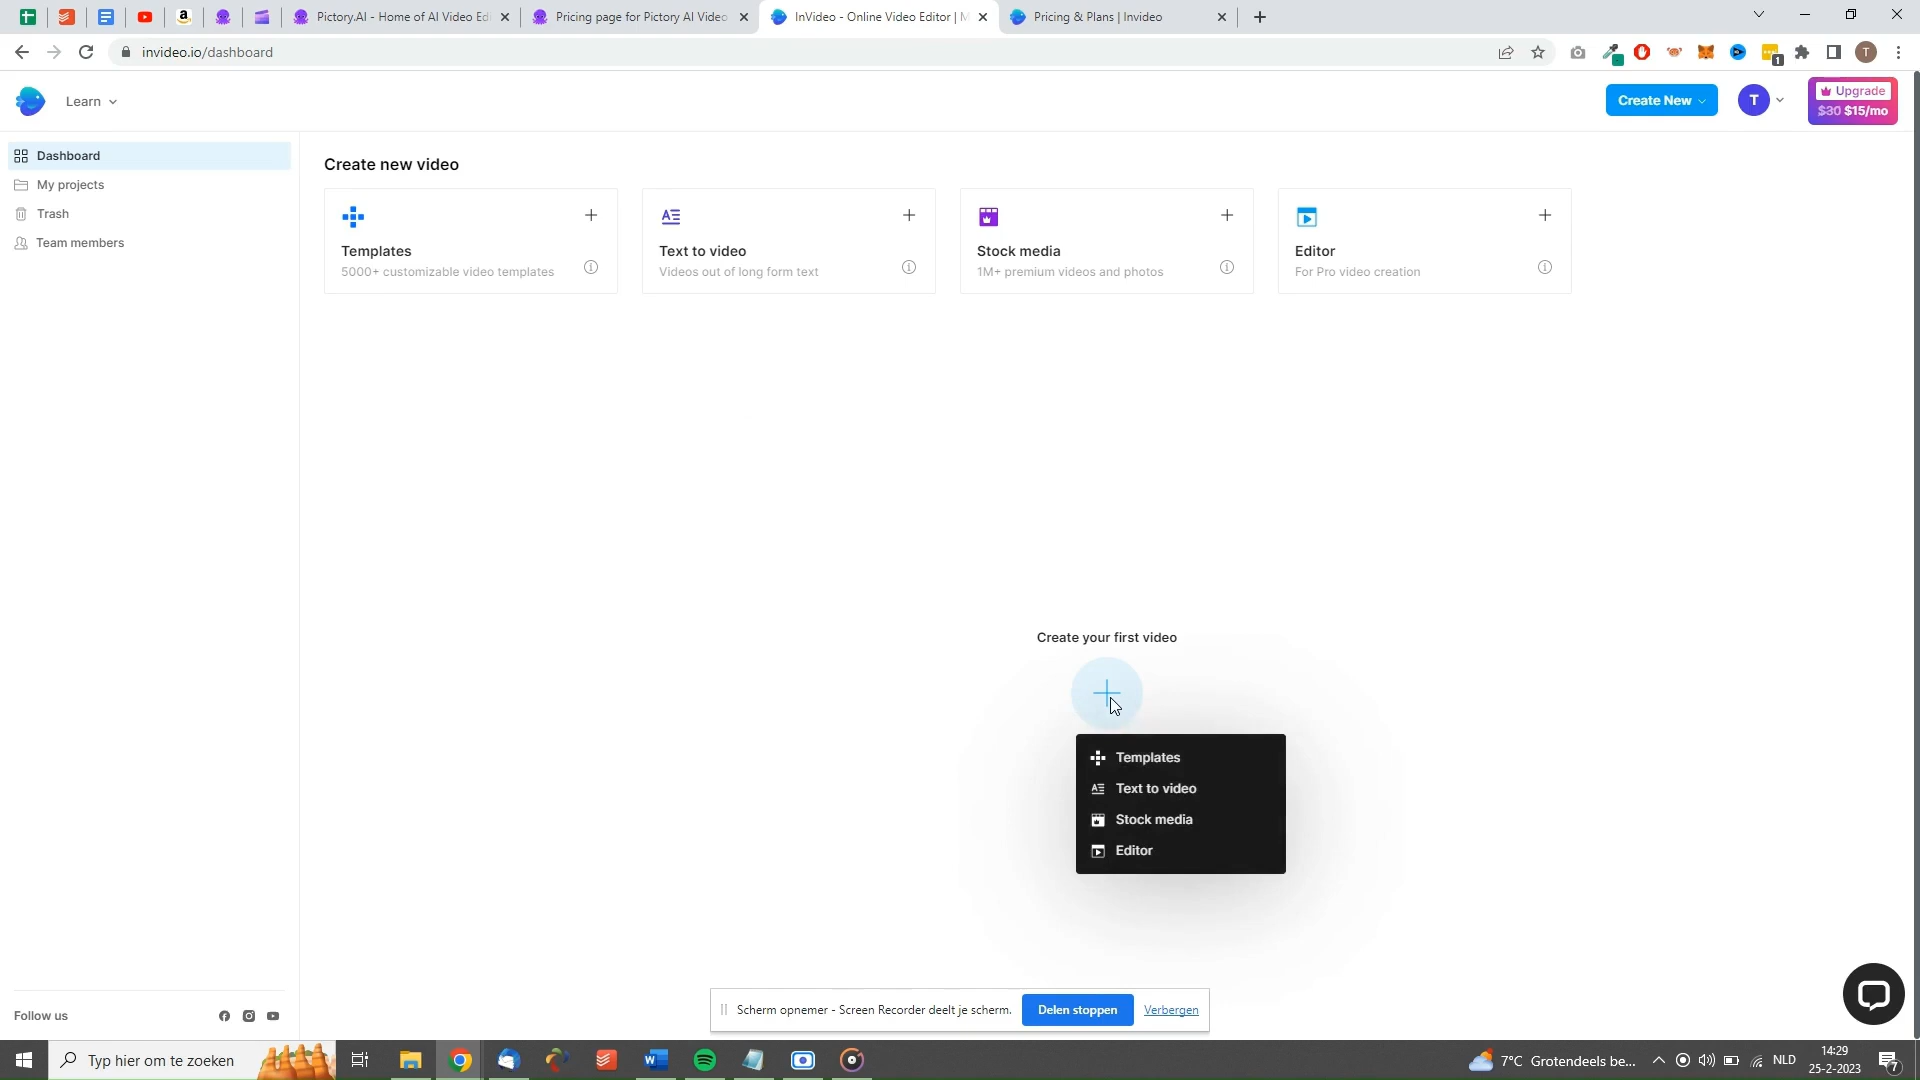 Pictory.AI - Home of AI Video Ed
Pricing page for Pictory AI Video
InVideo - Online Video Editor | M
Pricing & Plans | Invideo
invideo.io/dashboard
1
T
Learn
Create New
T
Upgrade
$30 $15/mo
Dashboard
My projects
Trash
Team members
Create new video
Templates
5000+ customizable video templates
Text to video
Videos out of long form text
Stock media
1M+ premium videos and photos
Editor
For Pro video creation
Create your first video
Templates
Text to video
Stock media
Editor
Follow us
Scherm opnemer - Screen Recorder deelt je scherm.
Delen stoppen
Verbergen
Typ hier om te zoeken
7°C Grotendeels be...
NLD
14:29
25-2-2023
7